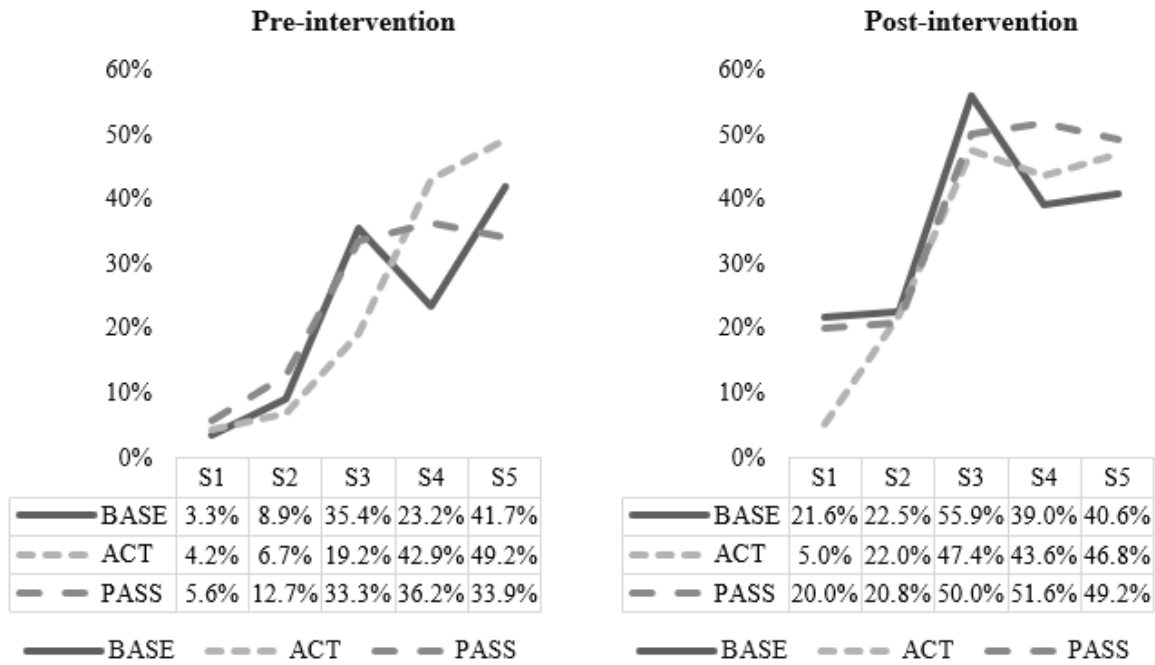 Pre-intervention
60%
50%
40%
30%
20%
10%
0%
S1 S2 S3 S4 S5
BASE 3.3% 8.9% 35.4% 23.2% 41.7%
ACT 4.2% 6.7% 19.2% 42.9% 49.2%
PASS 5.6% 12.7% 33.3% 36.2% 33.9%
BASE ACT PASS
Post-intervention
60%
50%
40%
30%
20%
10%
0%
S1 S2 S3 S4 S5
BASE 21.6% 22.5% 55.9% 39.0% 40.6%
ACT 5.0% 22.0% 47.4% 43.6% 46.8%
PASS 20.0% 20.8% 50.0% 51.6% 49.2%
BASE ACT PASS